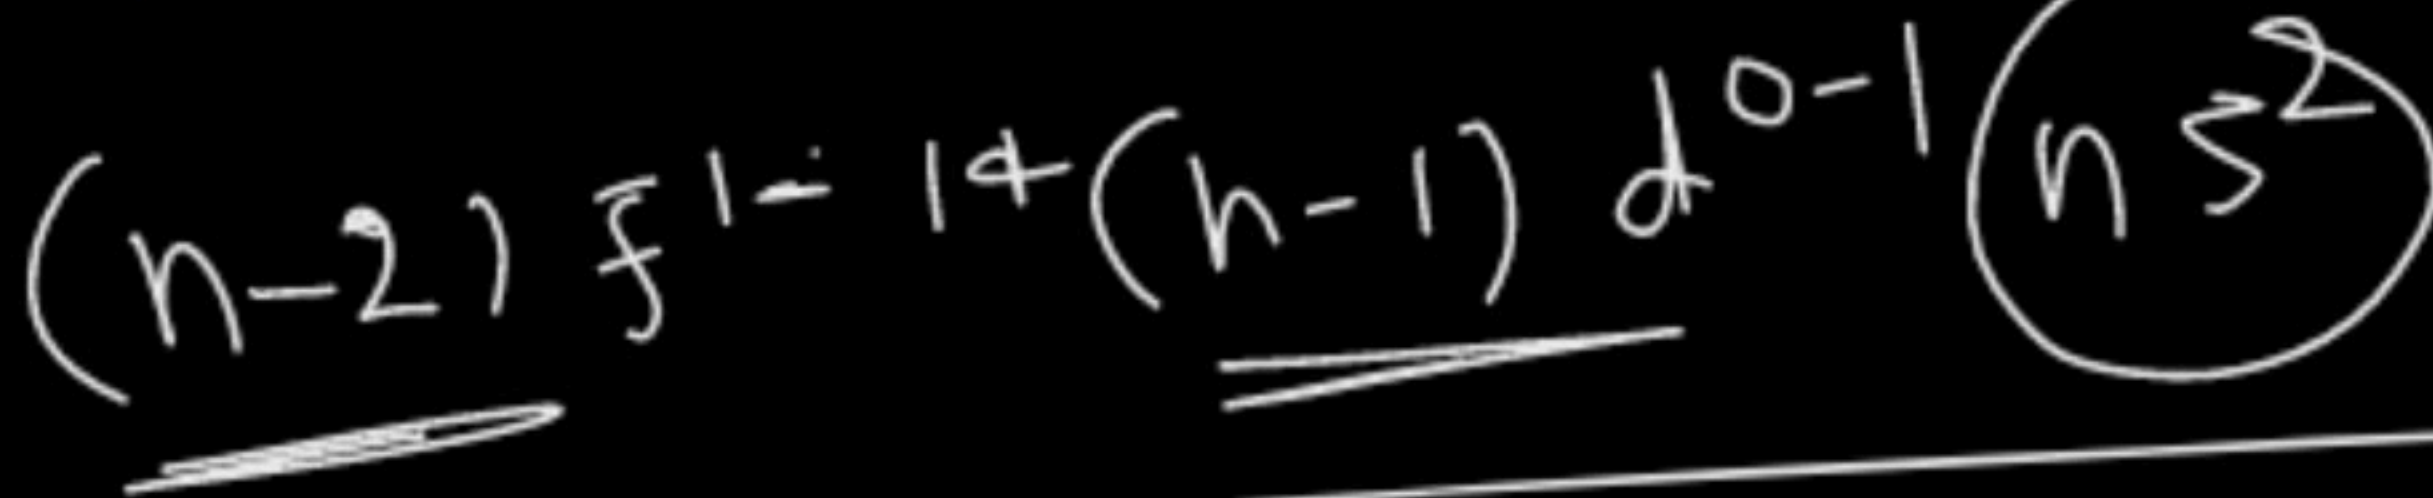 (n-2) f¹⁻¹⁴ (n-1) d⁰⁻¹ ns²